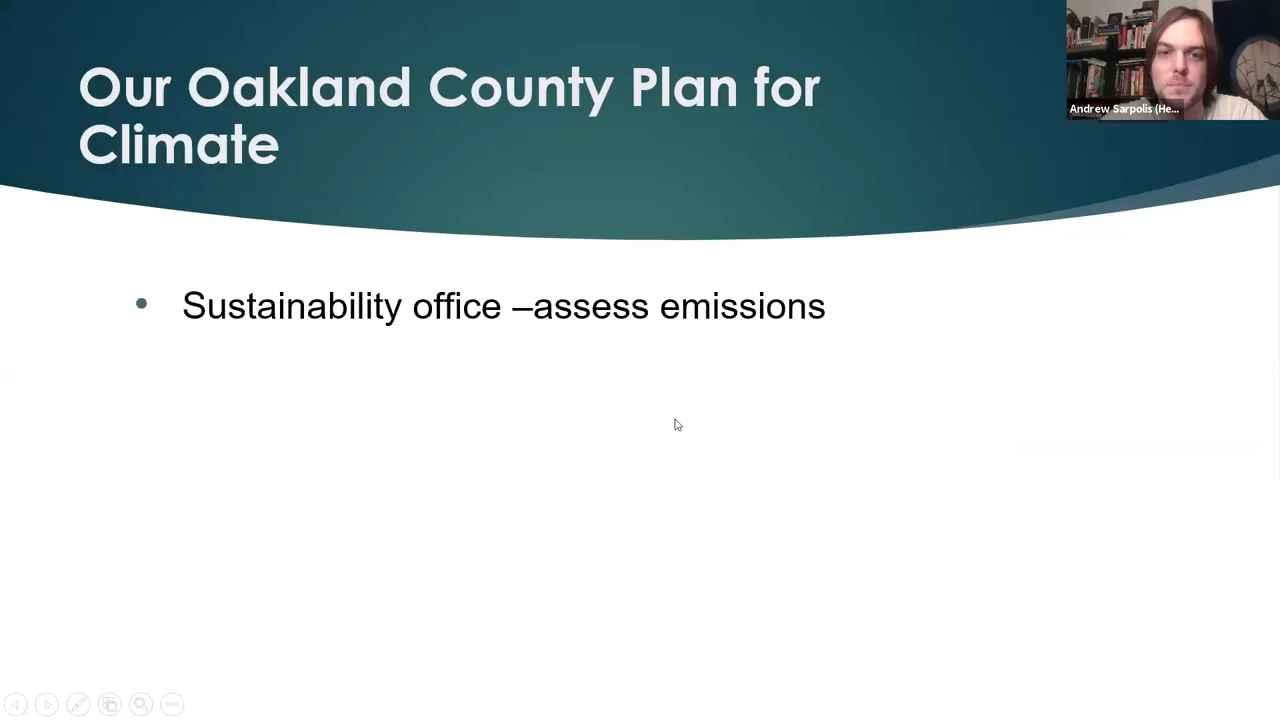 Our Oakland County Plan for
Climate
Andrew Sarpolis (He...
• Sustainability office –assess emissions